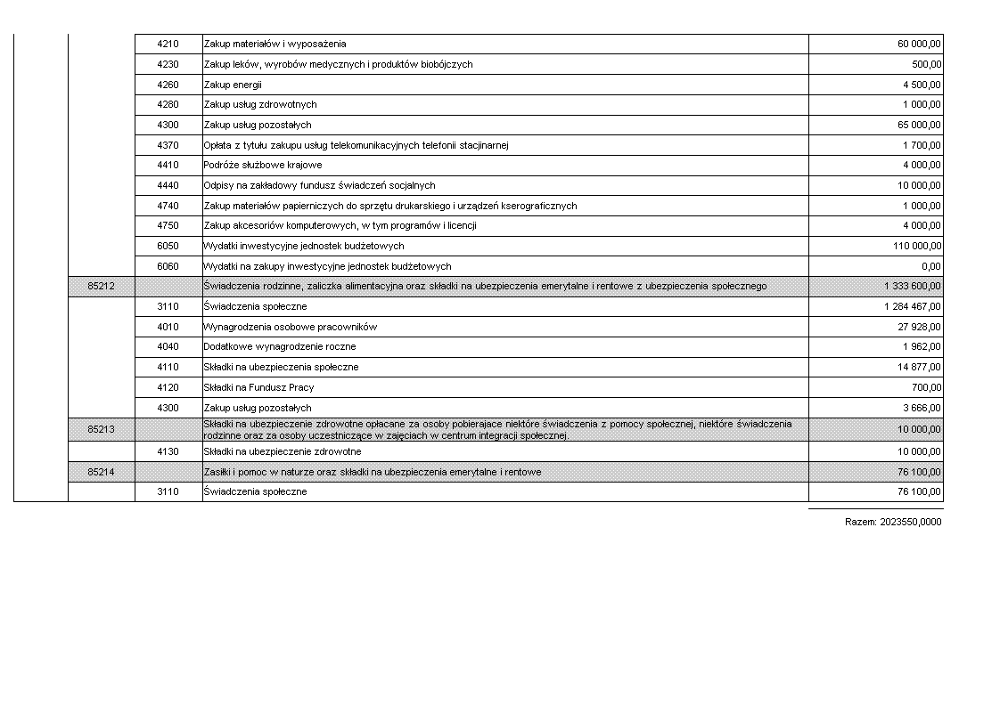 4210 Zakup materiałów i wyposażenia 60 000,00
4230 Zakup leków, wyrobów medycznych i produktów biobójczych 500,00
4260 Zakup energii 4 500,00
4280 Zakup usług zdrowotnych 1 000,00
4300 Zakup usług pozostałych 65 000,00
4370 Opłata z tytułu zakupu usług telekomunikacyjnych telefonii stacjinarnej 1 700,00
4410 Podróże służbowe krajowe 4 000,00
4440 Odpisy na zakładowy fundusz świadczeń socjalnych 10 000,00
4740 Zakup materiałów papierniczych do sprzętu drukarskiego i urządzeń kserograficznych 1 000,00
4750 Zakup akcesoriów komputerowych, w tym programów i licencji 4 000,00
6050 Wydatki inwestycyjne jednostek budżetowych 110 000,00
6060 Wydatki na zakupy inwestycyjne jednostek budżetowych 0,00
85212 Świadczenia rodzinne, zaliczka alimentacyjna oraz składki na ubezpieczenia emerytalne i rentowe z ubezpieczenia społecznego 1 333 600,00
3110 Świadczenia społeczne 1 284 467,00
4010 Wynagrodzenia osobowe pracowników 27 928,00
4040 Dodatkowe wynagrodzenie roczne 1 962,00
4110 Składki na ubezpieczenia społeczne 14 877,00
4120 Składki na Fundusz Pracy 700,00
4300 Zakup usług pozostałych 3 666,00
85213 Składki na ubezpieczenie zdrowotne opłacane za osoby pobierajace niektóre świadczenia z pomocy społecznej, niektóre świadczenia 10 000,00
rodzinne oraz za osoby uczestniczące w zajęciach w centrum integracji społecznej.
4130 Składki na ubezpieczenie zdrowotne 10 000,00
85214 Zasiłki i pomoc w naturze oraz składki na ubezpieczenia emerytalne i rentowe 76 100,00
3110 Świadczenia społeczne 76 100,00
Razem: 2023550,0000